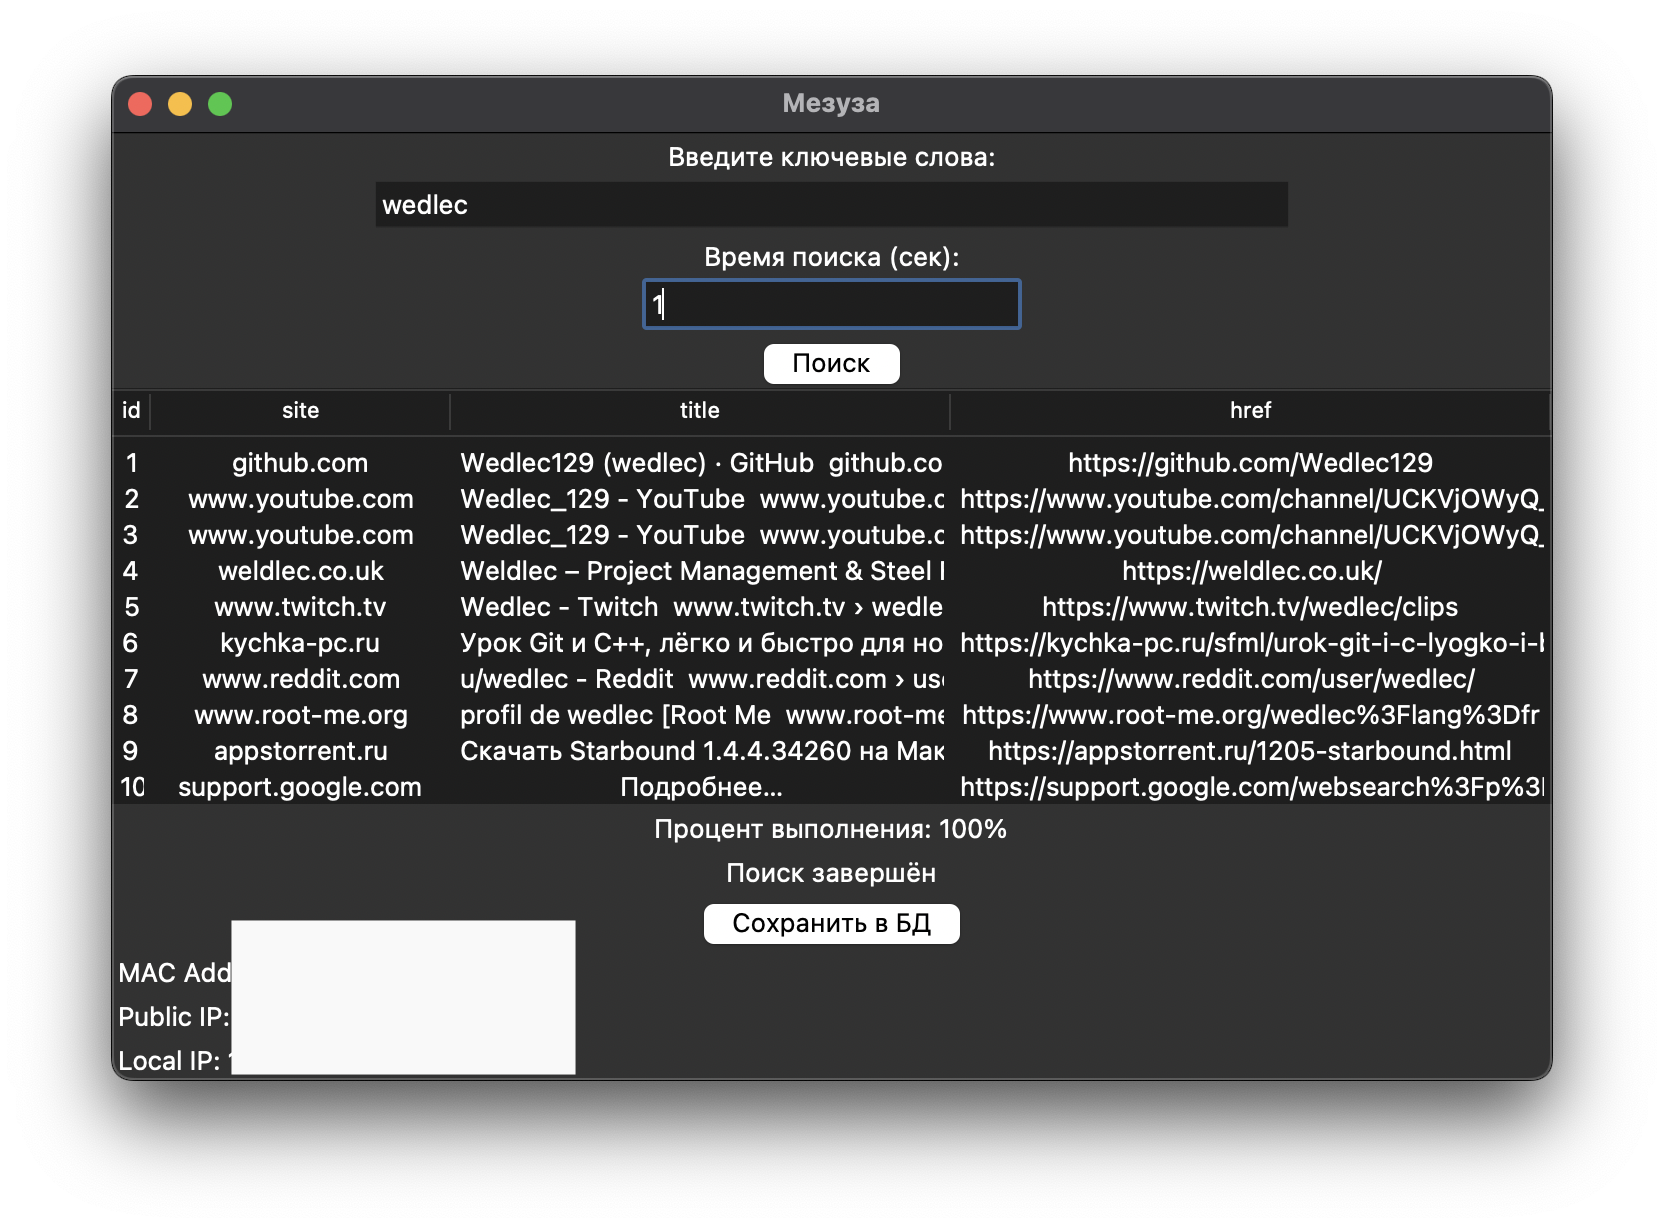 Мезуза
Введите ключевые слова:
wedlec
Время поиска (сек):
1
Поиск
id site title href
1 github.com Wedlec129 (wedlec) · GitHub github.co https://github.com/Wedlec129
2 www.youtube.com Wedlec_129 - YouTube www.youtube.c https://www.youtube.com/channel/UCKVjOWyQ_
3 www.youtube.com Wedlec_129 - YouTube www.youtube.c https://www.youtube.com/channel/UCKVjOWyQ_
4 weldlec.co.uk Weldlec – Project Management & Steel https://weldlec.co.uk/
5 www.twitch.tv Wedlec - Twitch www.twitch.tv › wedle https://www.twitch.tv/wedlec/clips
6 kychka-pc.ru Урок Git и C++, лёгко и быстро для но https://kychka-pc.ru/sfml/urok-git-i-c-lyogko-i-b
7 www.reddit.com u/wedlec - Reddit www.reddit.com › use https://www.reddit.com/user/wedlec/
8 www.root-me.org profil de wedlec [Root Me www.root-me https://www.root-me.org/wedlec%3Flang%3Dfr
9 appstorrent.ru Скачать Starbound 1.4.4.34260 на Мак https://appstorrent.ru/1205-starbound.html
10 support.google.com Подробнее... https://support.google.com/websearch%3Fp%3
Процент выполнения: 100%
Поиск завершён
Сохранить в БД
MAC Add
Public IP:
Local IP: